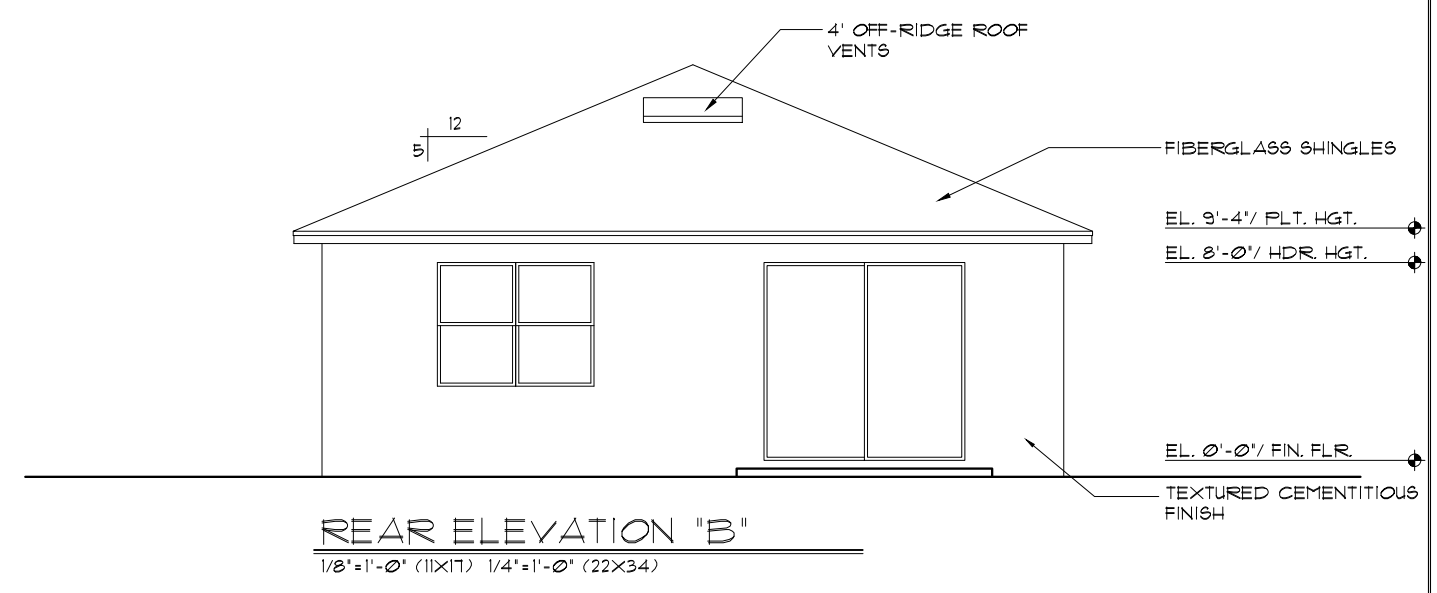 4' OFF-RIDGE ROOF
VENTS
12
5
FIBERGLASS SHINGLES
EL. 9'-4"/ PLT. HGT.
EL. 8'-0"/ HDR. HGT.
EL. 0'-0"/ FIN. FLR.
TEXTURED CEMENTITIOUS
FINISH
REAR ELEVATION "B"
1/8"=1'-0" (11X17) 1/4"=1'-0" (22X34)